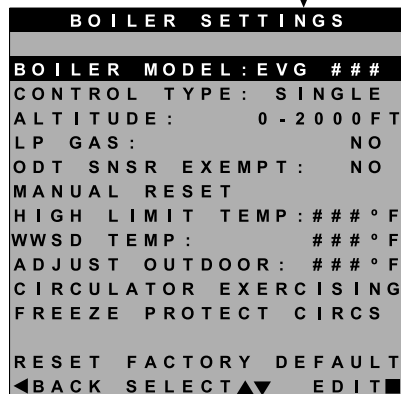 BOILER SETTINGS
BOILER MODEL:EVG ###
CONTROL TYPE: SINGLE
ALTITUDE: 0-2000FT
LP GAS: NO
ODT SNSR EXEMPT: NO
MANUAL RESET
HIGH LIMIT TEMP:###°F
WWSD TEMP: ###°F
ADJUST OUTDOOR: ###°F
CIRCULATOR EXERCISING
FREEZE PROTECT CIRCS
RESET FACTORY DEFAULT
◀BACK SELECT▲▼ EDIT■